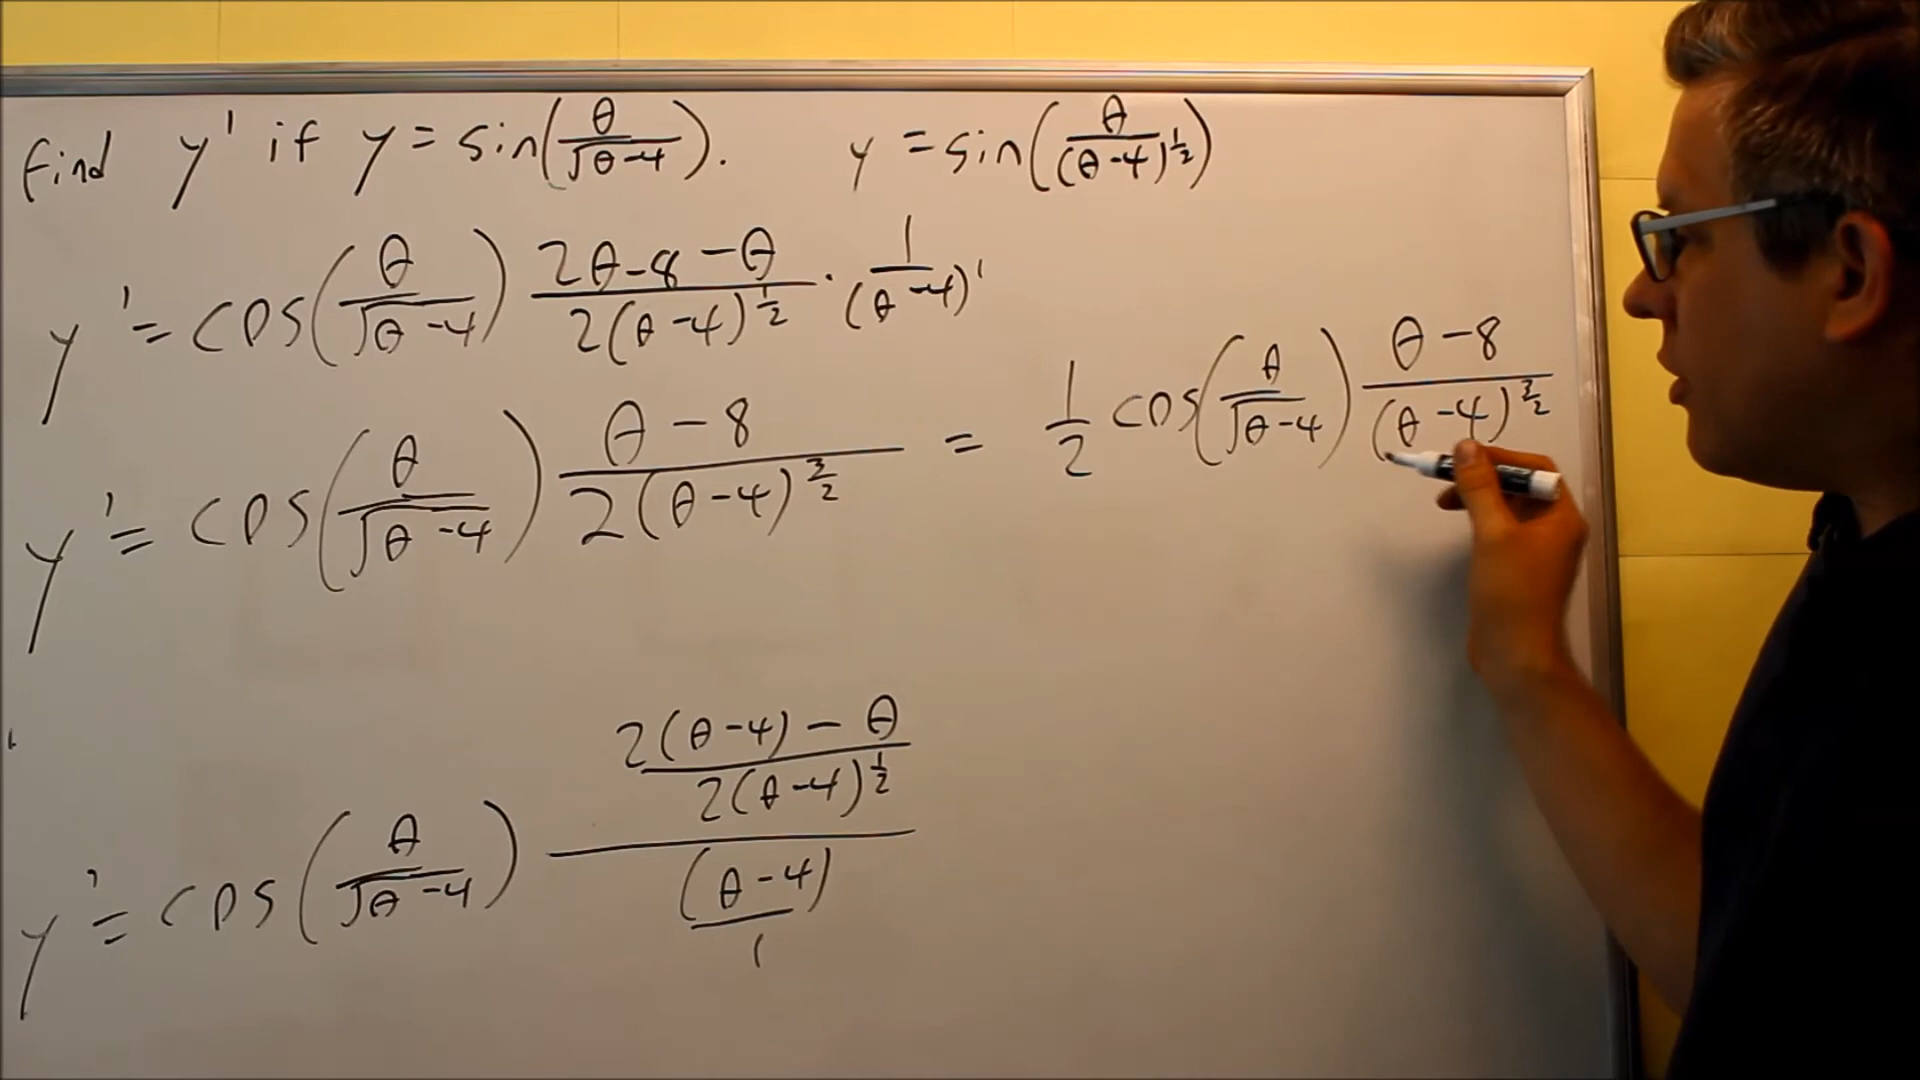 Find y' if y = sin(θ/√θ-4). y = sin(θ/(θ-4)^1/2)
y' = cos(θ/√θ-4) 2θ-8-θ/2(θ-4)^1/2 · 1/(θ-4)^1
y' = cos(θ/√θ-4) θ-8/2(θ-4)^3/2 = 1/2 cos(θ/√θ-4) θ-8/(θ-4)^3/2
y' = cos(θ/√θ-4) 2(θ-4)-θ/2(θ-4)^1/2 / (θ-4)/1